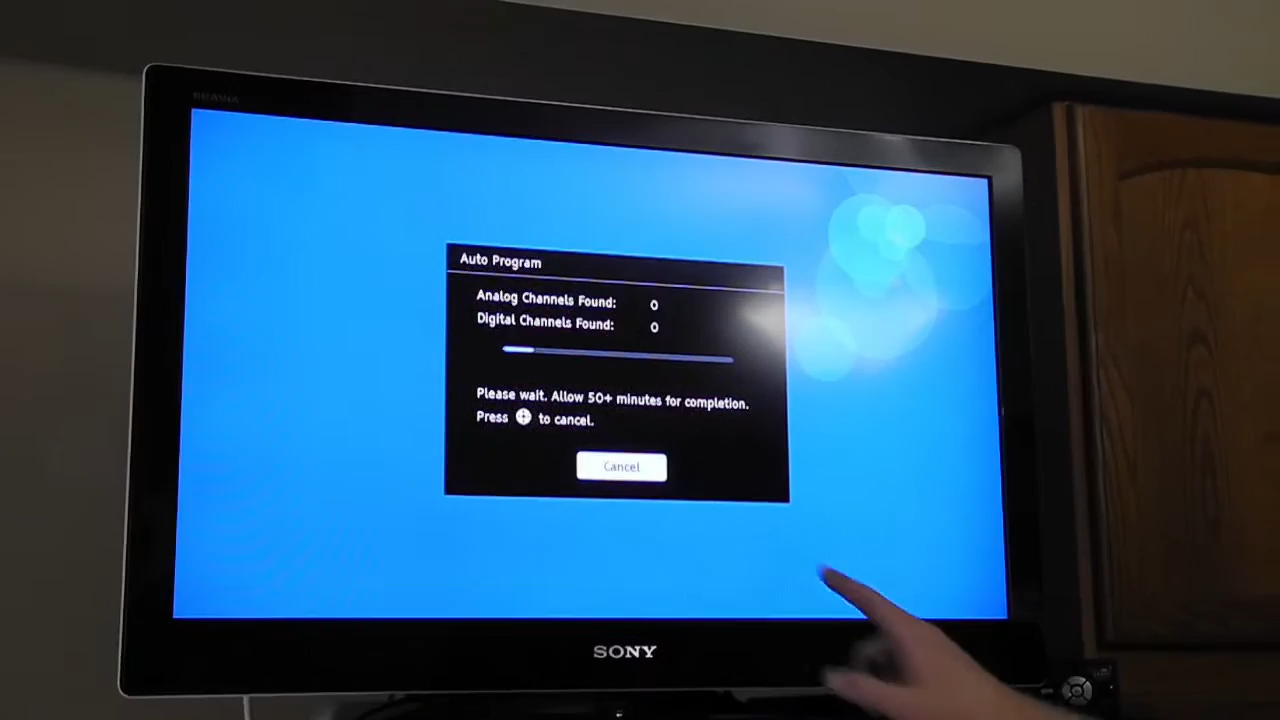 BRAVIA
Auto Program
Analog Channels Found: 0
Digital Channels Found: 0
Please wait. Allow 50+ minutes for completion.
Press to cancel.
Cancel
SONY